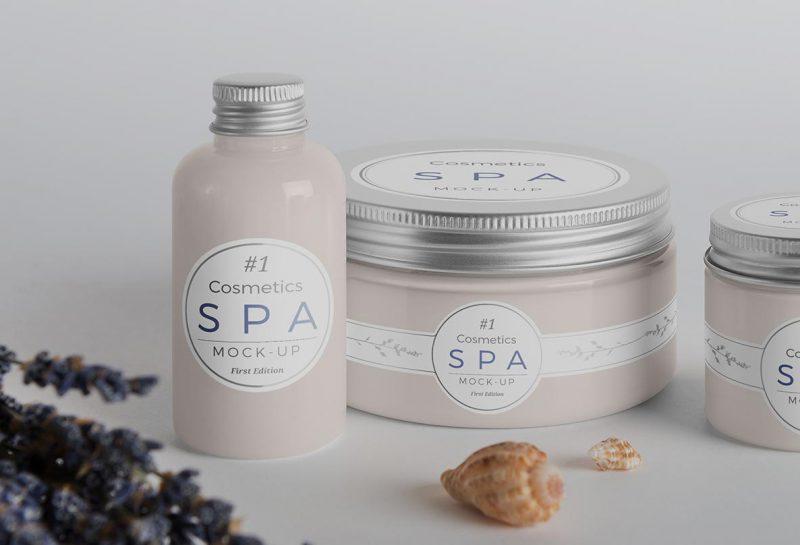 #1
Cosmetics
SPA
MOCK-UP
First Edition
Cosmetics
SPA
MOCK-UP
#1
Cosmetics
SPA
MOCK-UP
First Edition